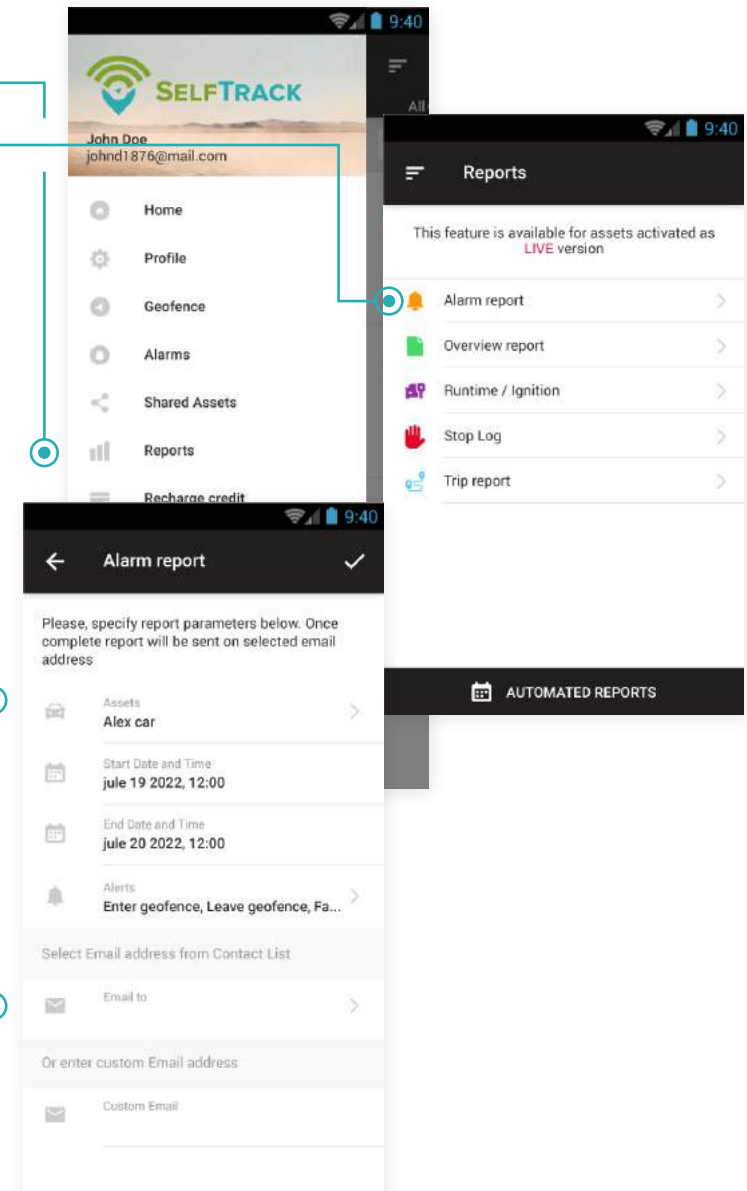 9:40
SELFTRACK
All
John Doe
johnd1876@mail.com
Home
Profile
Geofence
Alarms
Shared Assets
Reports
Recharge credit
9:40
Reports
This feature is available for assets activated as
LIVE version
Alarm report
Overview report
Runtime / Ignition
Stop Log
Trip report
AUTOMATED REPORTS
9:40
Alarm report
Please, specify report parameters below. Once
complete report will be sent on selected email
address
Assets
Alex car
Start Date and Time
jule 19 2022, 12:00
End Date and Time
jule 20 2022, 12:00
Alerts
Enter geofence, Leave geofence, Fa...
Select Email address from Contact List
Email to
Or enter custom Email address
Custom Email